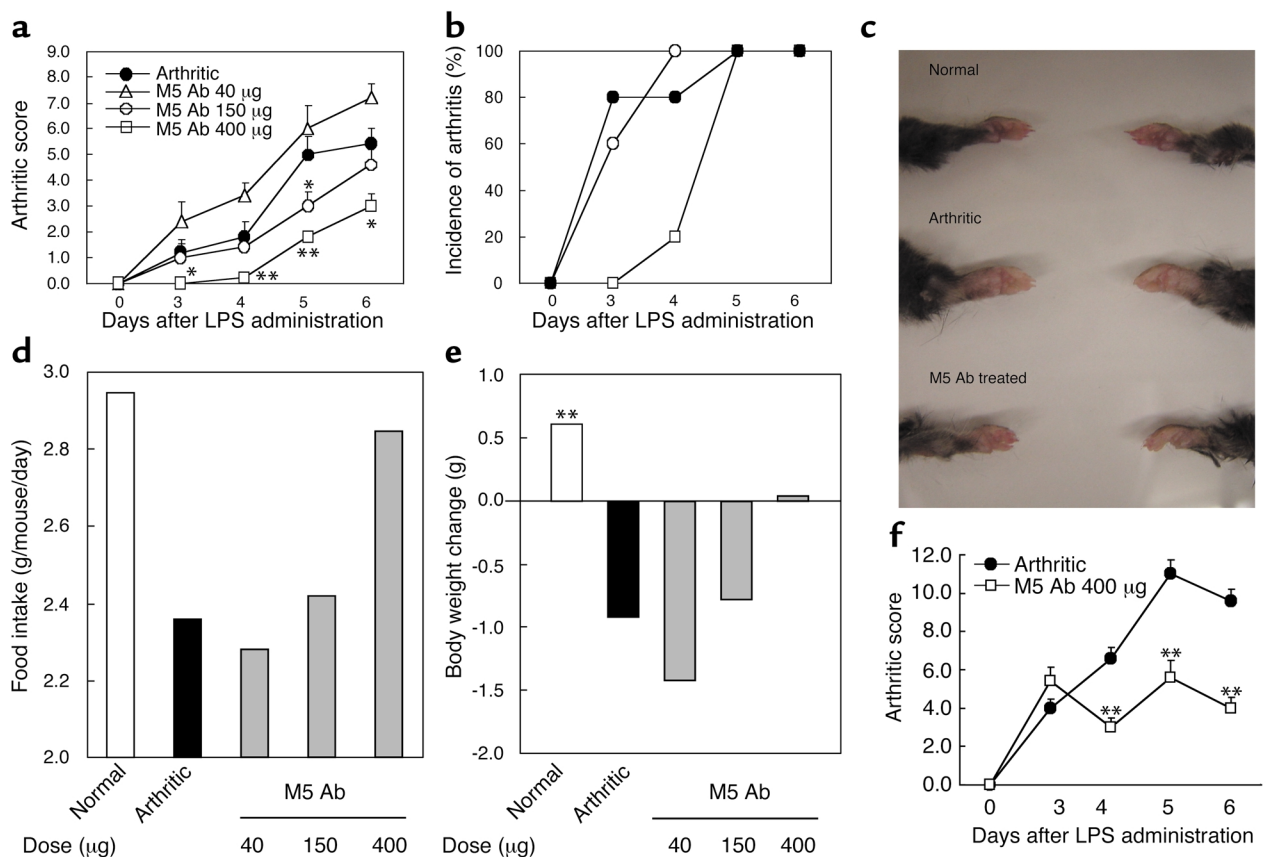 a
9.0
8.0
7.0
6.0
5.0
4.0
3.0
2.0
1.0
0.0
Arthritic score
Arthritic
M5 Ab 40 μg
M5 Ab 150 μg
M5 Ab 400 μg
*
**
**
*
*
0 3 4 5 6
Days after LPS administration
b
100
80
60
40
20
0
Incidence of arthritis (%)
0 3 4 5 6
Days after LPS administration
c
Normal
Arthritic
M5 Ab treated
d
3.0
2.8
2.6
2.4
2.2
2.0
Food intake (g/mouse/day)
Normal
Arthritic
M5 Ab
Dose (μg) 40 150 400
e
1.0
0.5
0.0
-0.5
-1.0
-1.5
-2.0
Body weight change (g)
**
Normal
Arthritic
M5 Ab
Dose (μg) 40 150 400
f
12.0
10.0
8.0
6.0
4.0
2.0
0.0
Arthritic score
Arthritic
M5 Ab 400 μg
**
**
**
0 3 4 5 6
Days after LPS administration